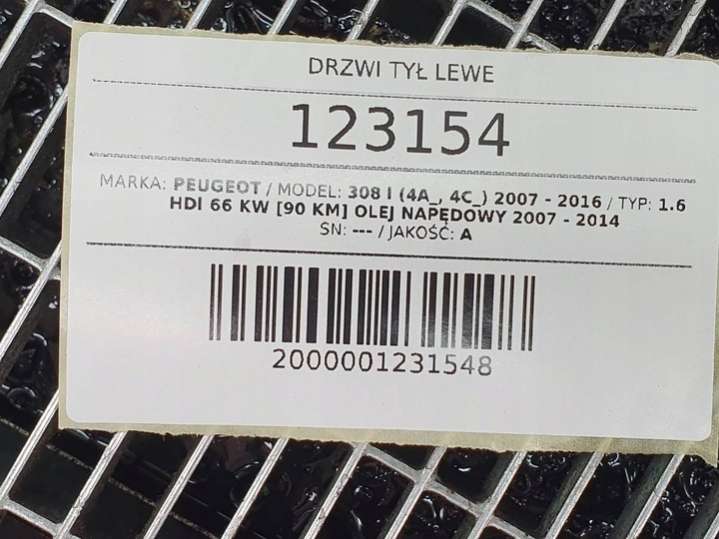 DRZWI TYŁ LEWE
123154
MARKA: PEUGEOT / MODEL: 308 I (4A_, 4C_) 2007 - 2016 / TYP: 1.6
HDI 66 KW [90 KM] OLEJ NAPĘDOWY 2007 - 2014
SN: --- / JAKOŚĆ: A
2000001231548